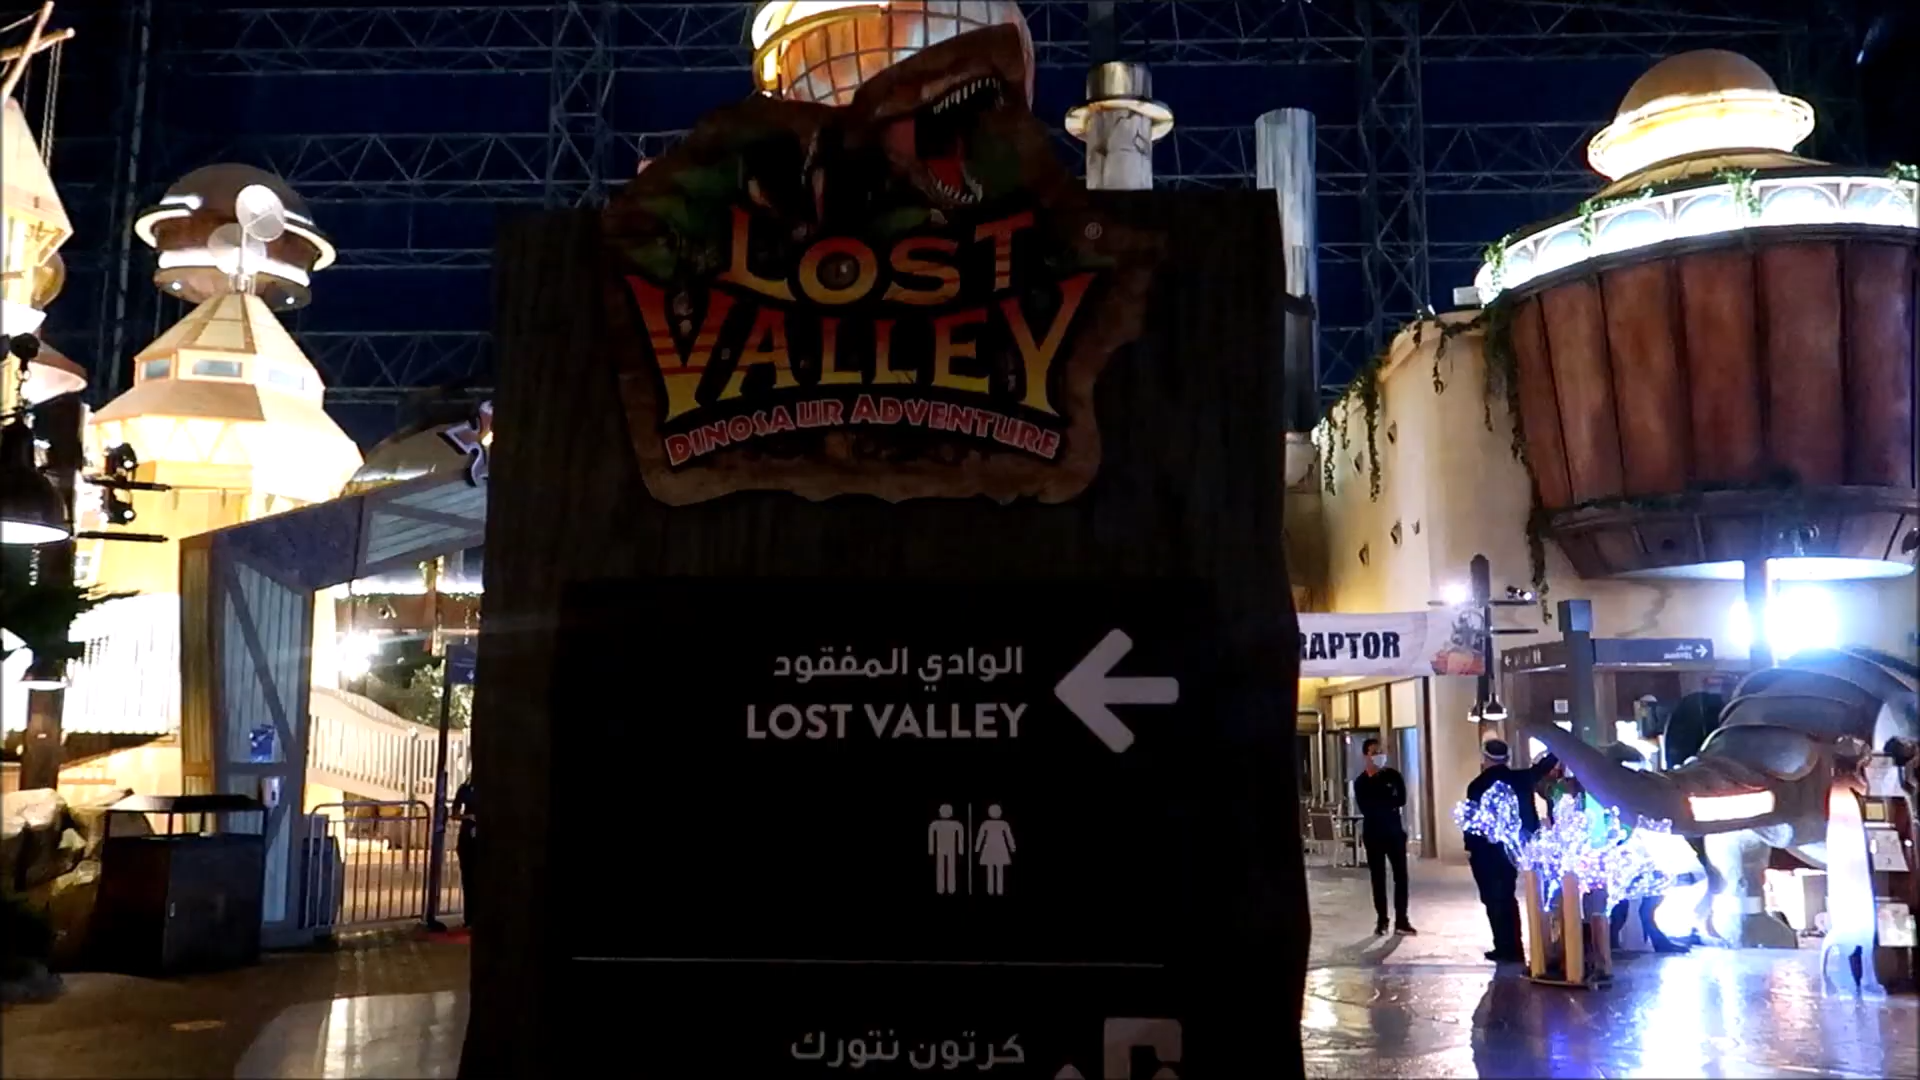 LOST
VALLEY
®
DINOSAUR ADVENTURE
الوادي المفقود
LOST VALLEY
كرتون نتورك
RAPTOR